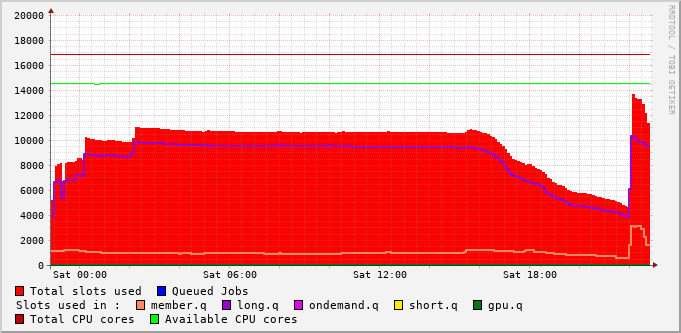 20000
18000
16000
14000
12000
10000
8000
6000
4000
2000
0
Sat 00:00 Sat 06:00 Sat 12:00 Sat 18:00
Total slots used Queued Jobs
Slots used in : member.q long.q ondemand.q short.q gpu.q
Total CPU cores Available CPU cores
RRDTOOL / TOBI OETIKER